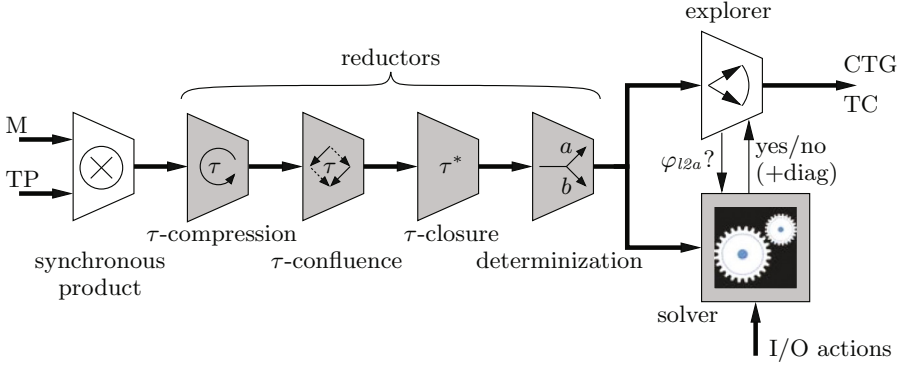 explorer
reductors
CTG
TC
M
TP
τ
τ
τ*
a
b
φl2a?
yes/no
(+diag)
τ-compression
τ-closure
synchronous
product
τ-confluence
determinization
solver
I/O actions